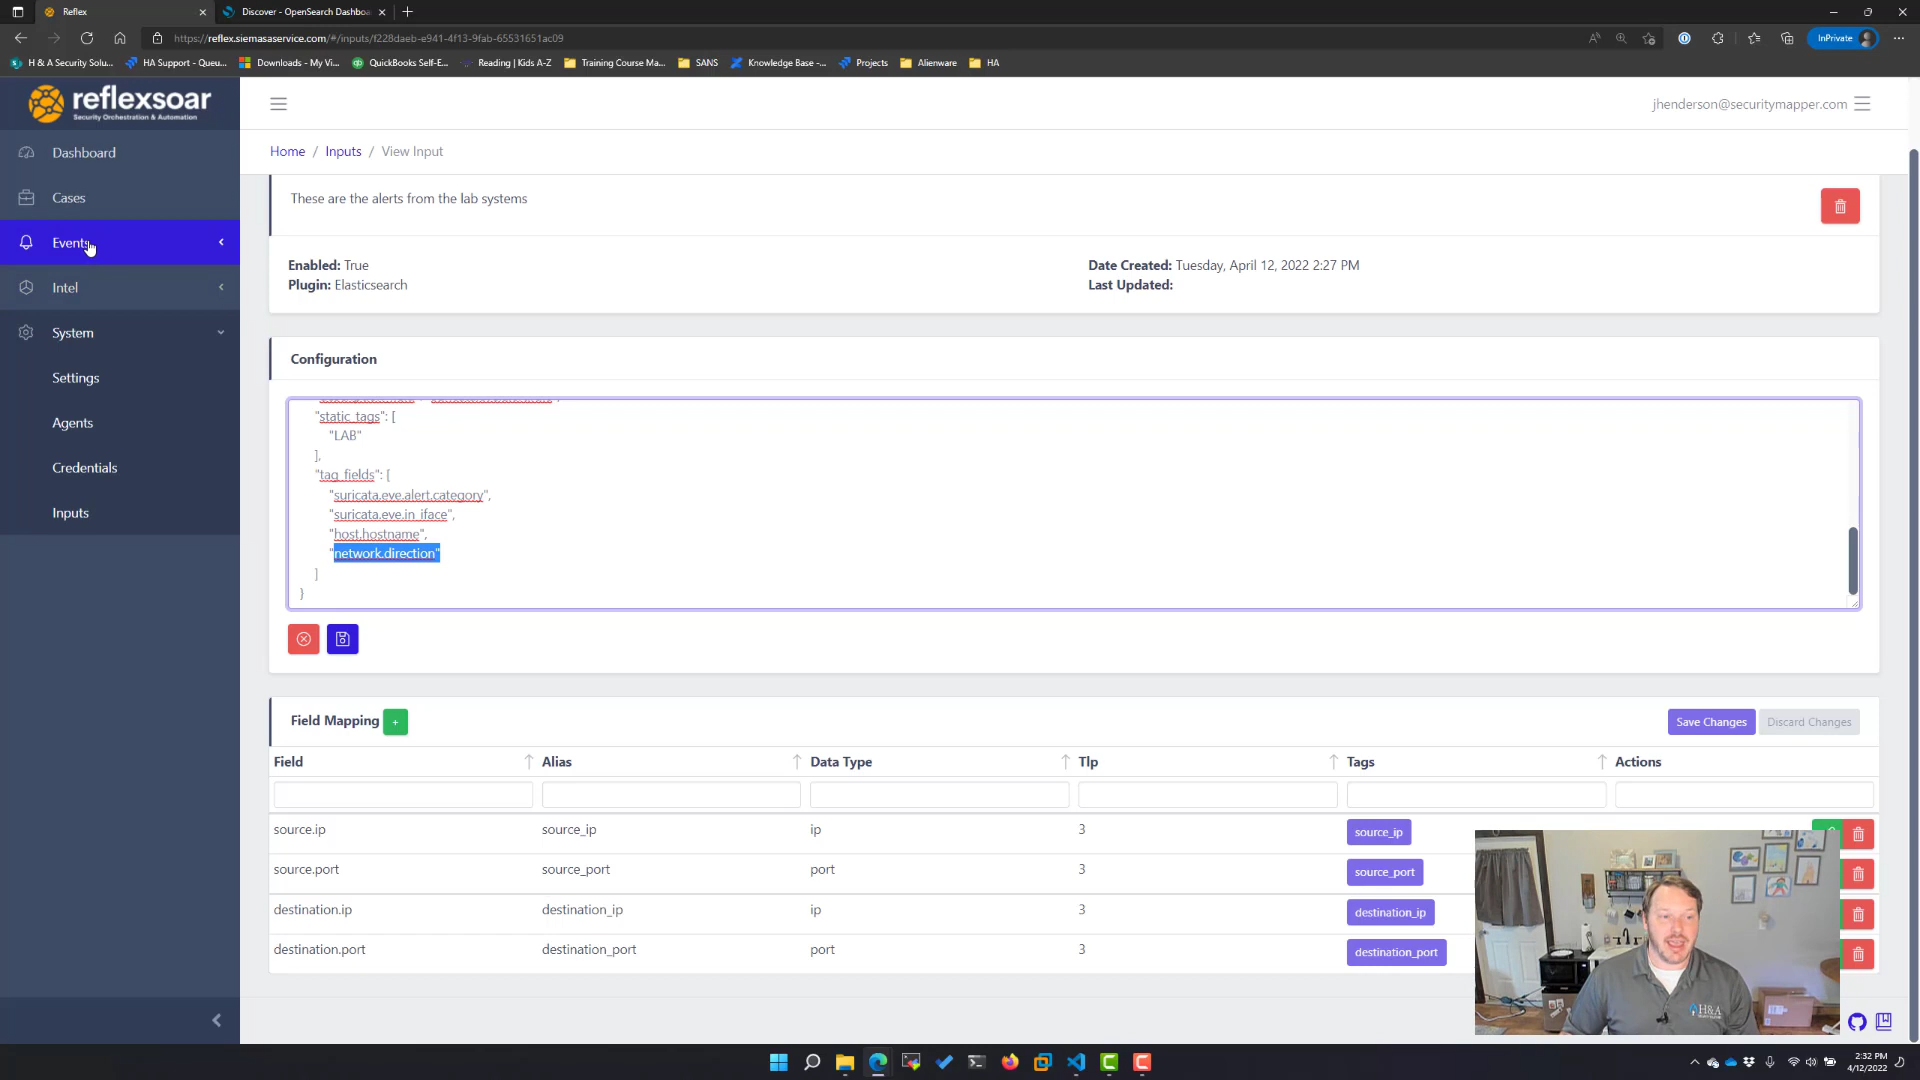 Reflex
Discover - OpenSearch Dashboa
https://reflex.siemasaservice.com/#/inputs/f228daeb-e941-4f13-9fab-65531651ac09
InPrivate
H & A Security Solu...
HA Support - Queu...
Downloads - My Vi...
QuickBooks Self-E...
Reading | Kids A-Z
Training Course Ma...
SANS
Knowledge Base -...
Projects
Alienware
HA
reflexsoar
Security Orchestration & Automation
jhenderson@securitymapper.com
Home / Inputs / View Input
Dashboard
Cases
Events
Intel
System
Settings
Agents
Credentials
Inputs
These are the alerts from the lab systems
Enabled: True
Plugin: Elasticsearch
Date Created: Tuesday, April 12, 2022 2:27 PM
Last Updated:
Configuration
"static_tags": [
"LAB"
],
"tag_fields": [
"suricata.eve.alert.category",
"suricata.eve.in_iface",
"host.hostname",
"network.direction"
]
}
Field Mapping +
Save Changes
Discard Changes
Field Alias Data Type Tlp Tags Actions
source.ip source_ip ip 3 source_ip
source.port source_port port 3 source_port
destination.ip destination_ip ip 3 destination_ip
destination.port destination_port port 3 destination_port
H&A
2:32 PM
4/12/2022